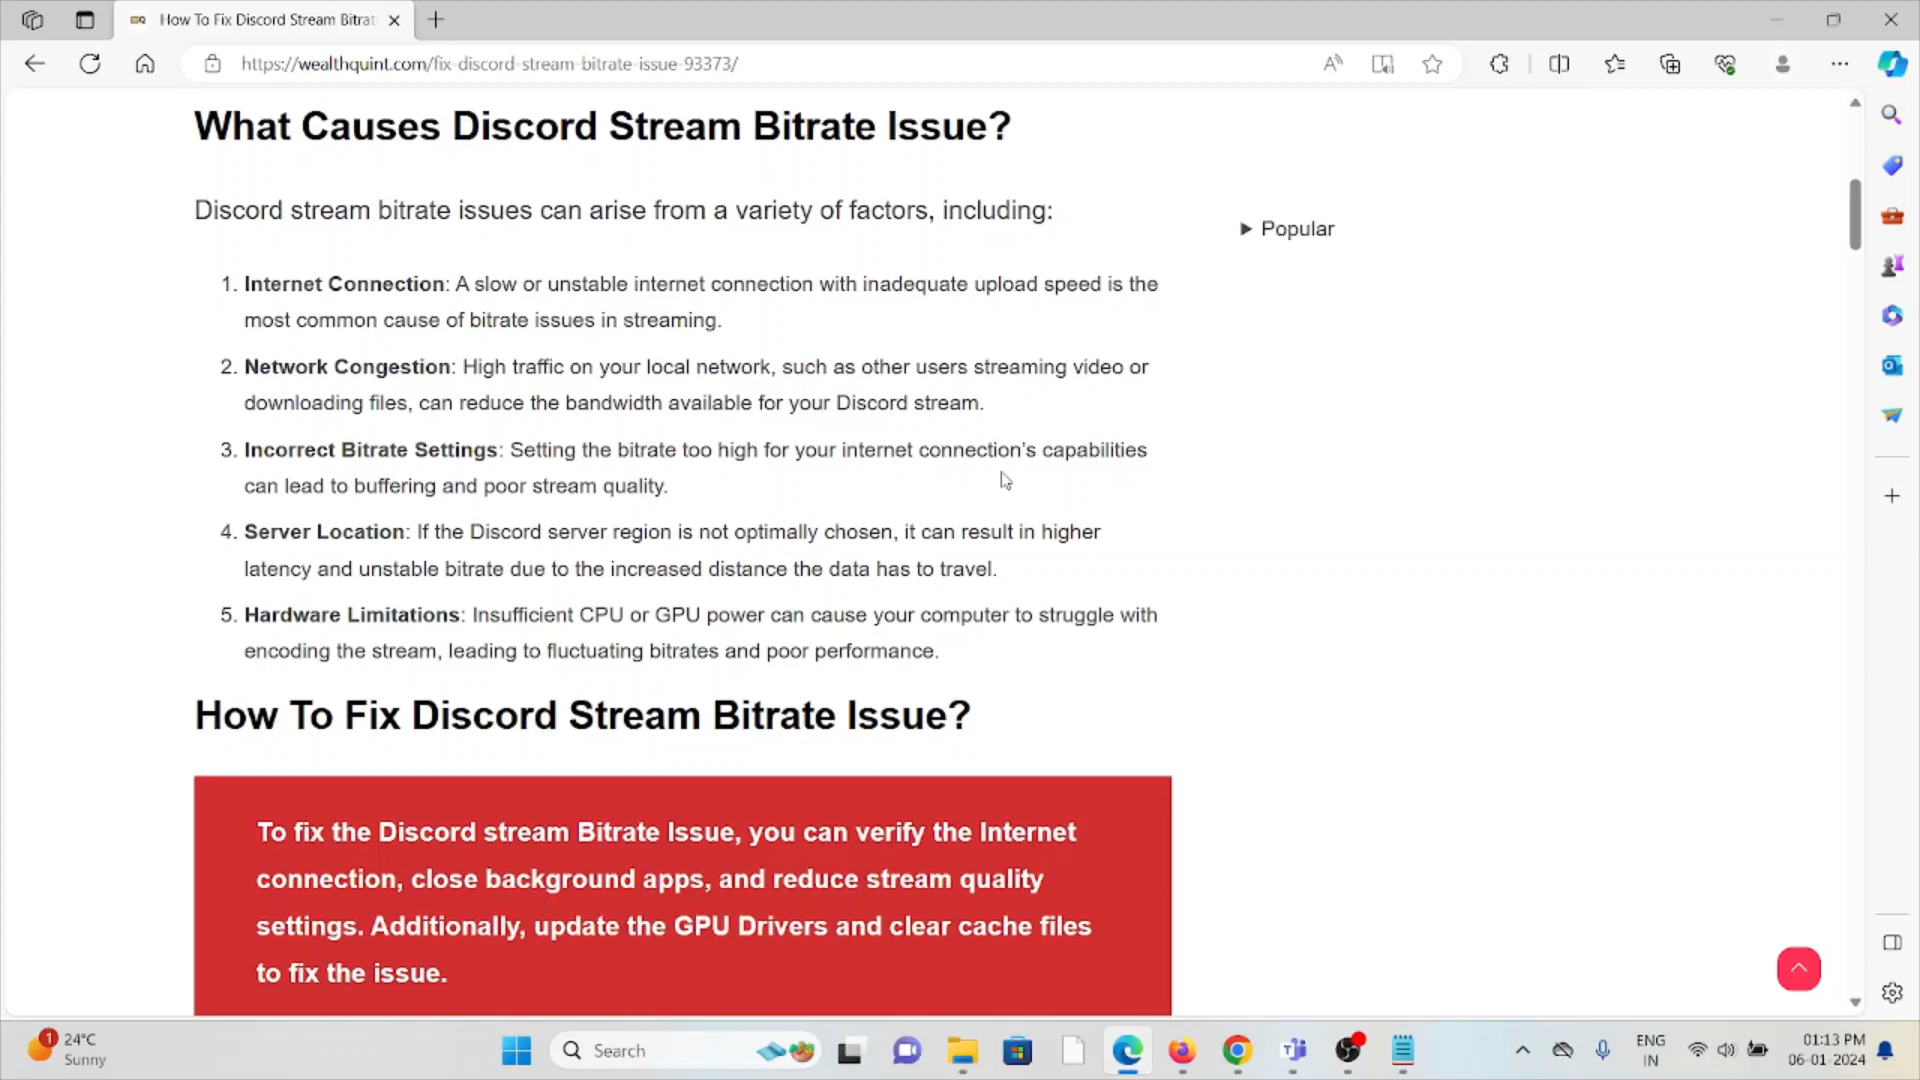 How To Fix Discord Stream Bitrat
https://wealthquint.com/fix-discord-stream-bitrate-issue-93373/
What Causes Discord Stream Bitrate Issue?
Discord stream bitrate issues can arise from a variety of factors, including:
Popular
1. Internet Connection: A slow or unstable internet connection with inadequate upload speed is the
most common cause of bitrate issues in streaming.
2. Network Congestion: High traffic on your local network, such as other users streaming video or
downloading files, can reduce the bandwidth available for your Discord stream.
3. Incorrect Bitrate Settings: Setting the bitrate too high for your internet connection’s capabilities
can lead to buffering and poor stream quality.
4. Server Location: If the Discord server region is not optimally chosen, it can result in higher
latency and unstable bitrate due to the increased distance the data has to travel.
5. Hardware Limitations: Insufficient CPU or GPU power can cause your computer to struggle with
encoding the stream, leading to fluctuating bitrates and poor performance.
How To Fix Discord Stream Bitrate Issue?
To fix the Discord stream Bitrate Issue, you can verify the Internet
connection, close background apps, and reduce stream quality
settings. Additionally, update the GPU Drivers and clear cache files
to fix the issue.
1
24°C
Sunny
Search
ENG
IN
01:13 PM
06-01-2024